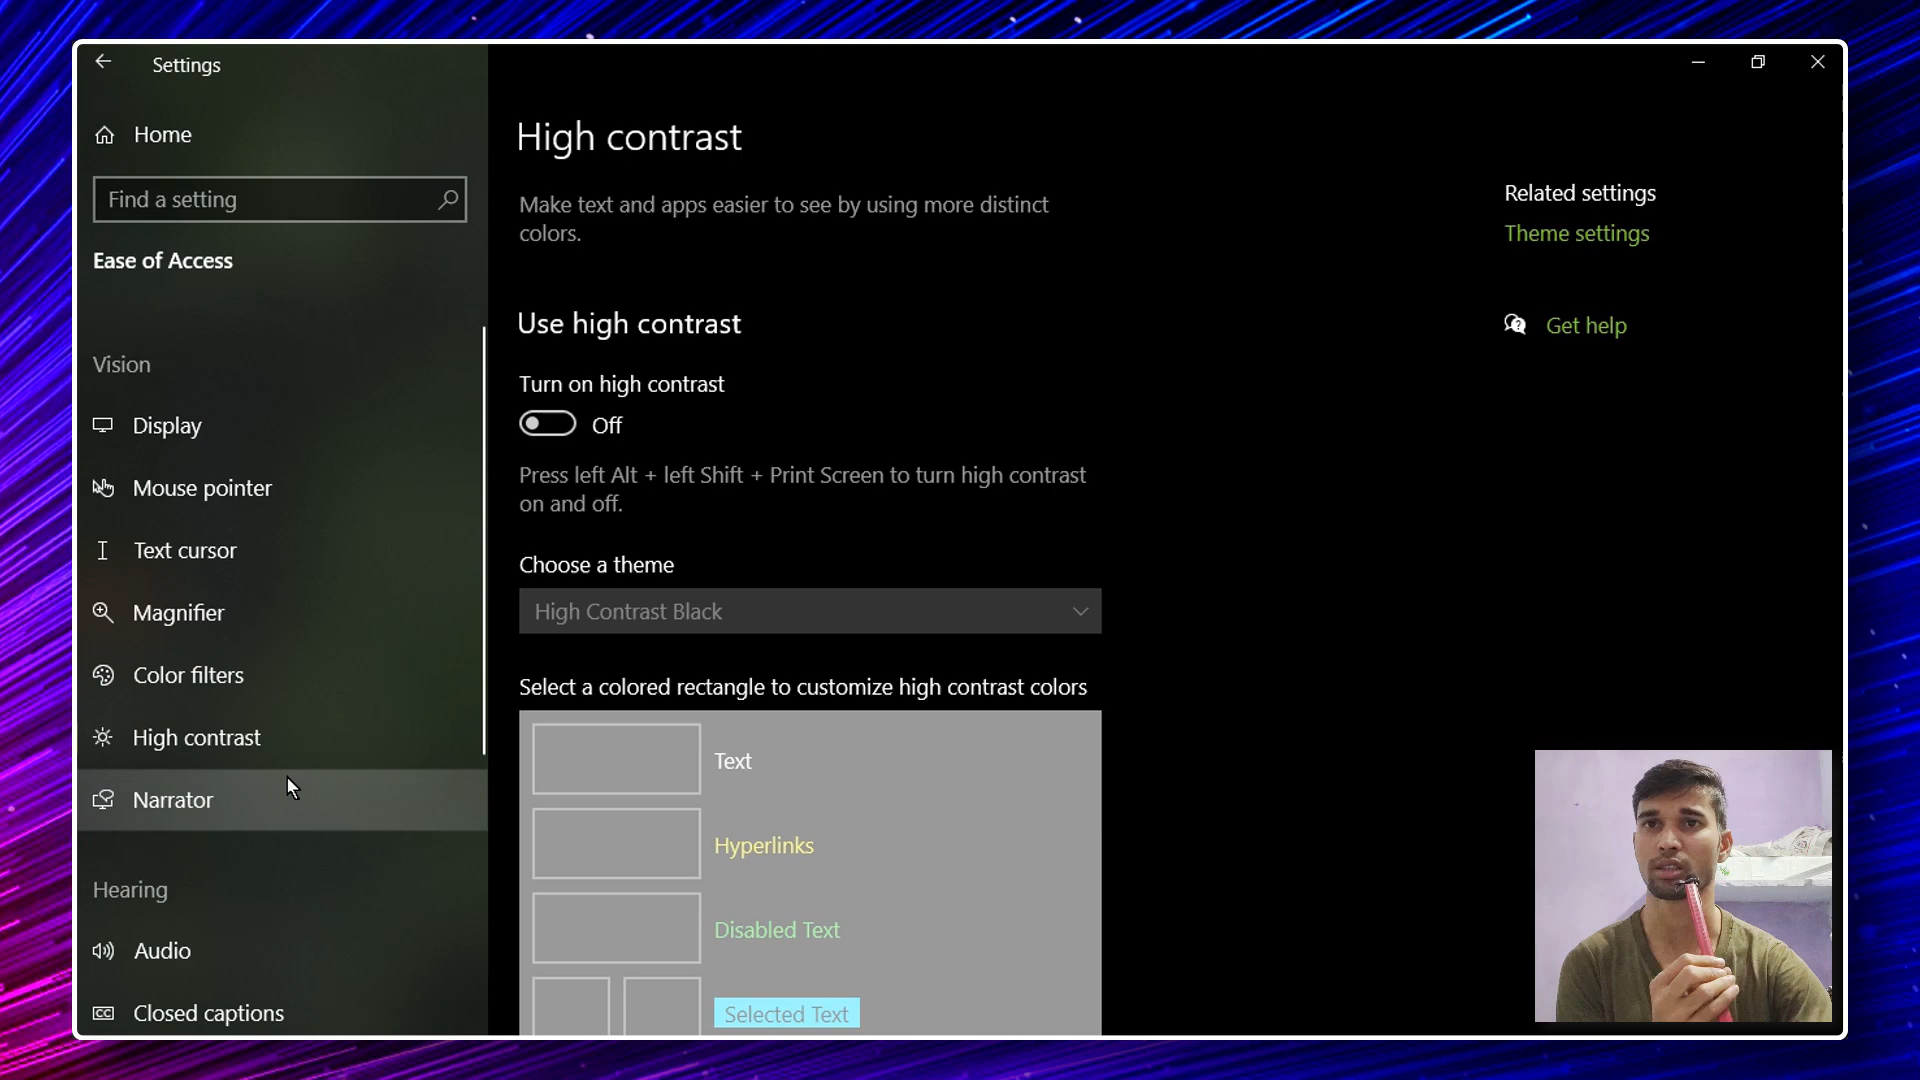 Settings
Home
Find a setting
Ease of Access
Vision
Display
Mouse pointer
Text cursor
Magnifier
Color filters
High contrast
Narrator
Hearing
Audio
Closed captions
High contrast
Make text and apps easier to see by using more distinct
colors.
Use high contrast
Turn on high contrast
Off
Press left Alt + left Shift + Print Screen to turn high contrast
on and off.
Choose a theme
High Contrast Black
Select a colored rectangle to customize high contrast colors
Text
Hyperlinks
Disabled Text
Selected Text
Related settings
Theme settings
Get help